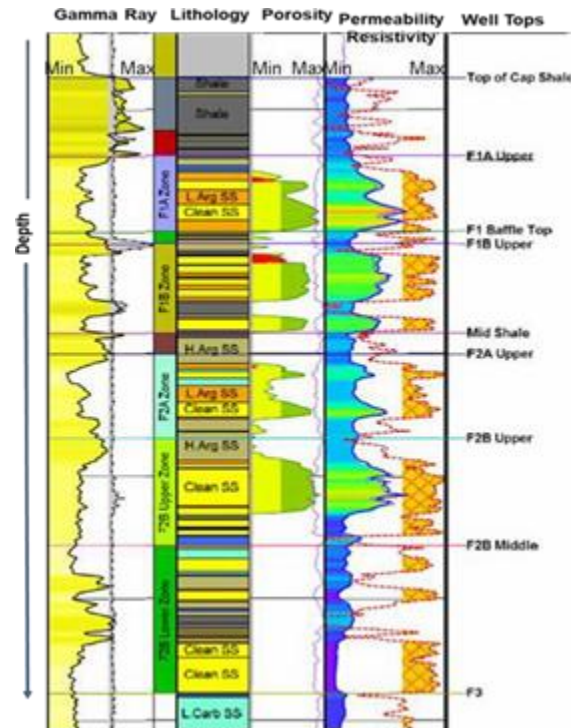 Gamma Ray Lithology Porosity Permeability Well Tops
Resistivity
Min Max Min Max Min Max
Top of Cap Shale
Shale
Shale
F1A Upper
F1A Zone
L.Arg SS
Clean SS
F1 Baffle Top
F1B Upper
F1B Zone
Mid Shale
H.Arg SS
F2A Upper
F2A Zone
L.Arg SS
Clean SS
F2B Upper
H.Arg SS
F2B Upper Zone
Clean SS
F2B Middle
F2B Lower Zone
Clean SS
Clean SS
F3
L.Carb SS
Depth